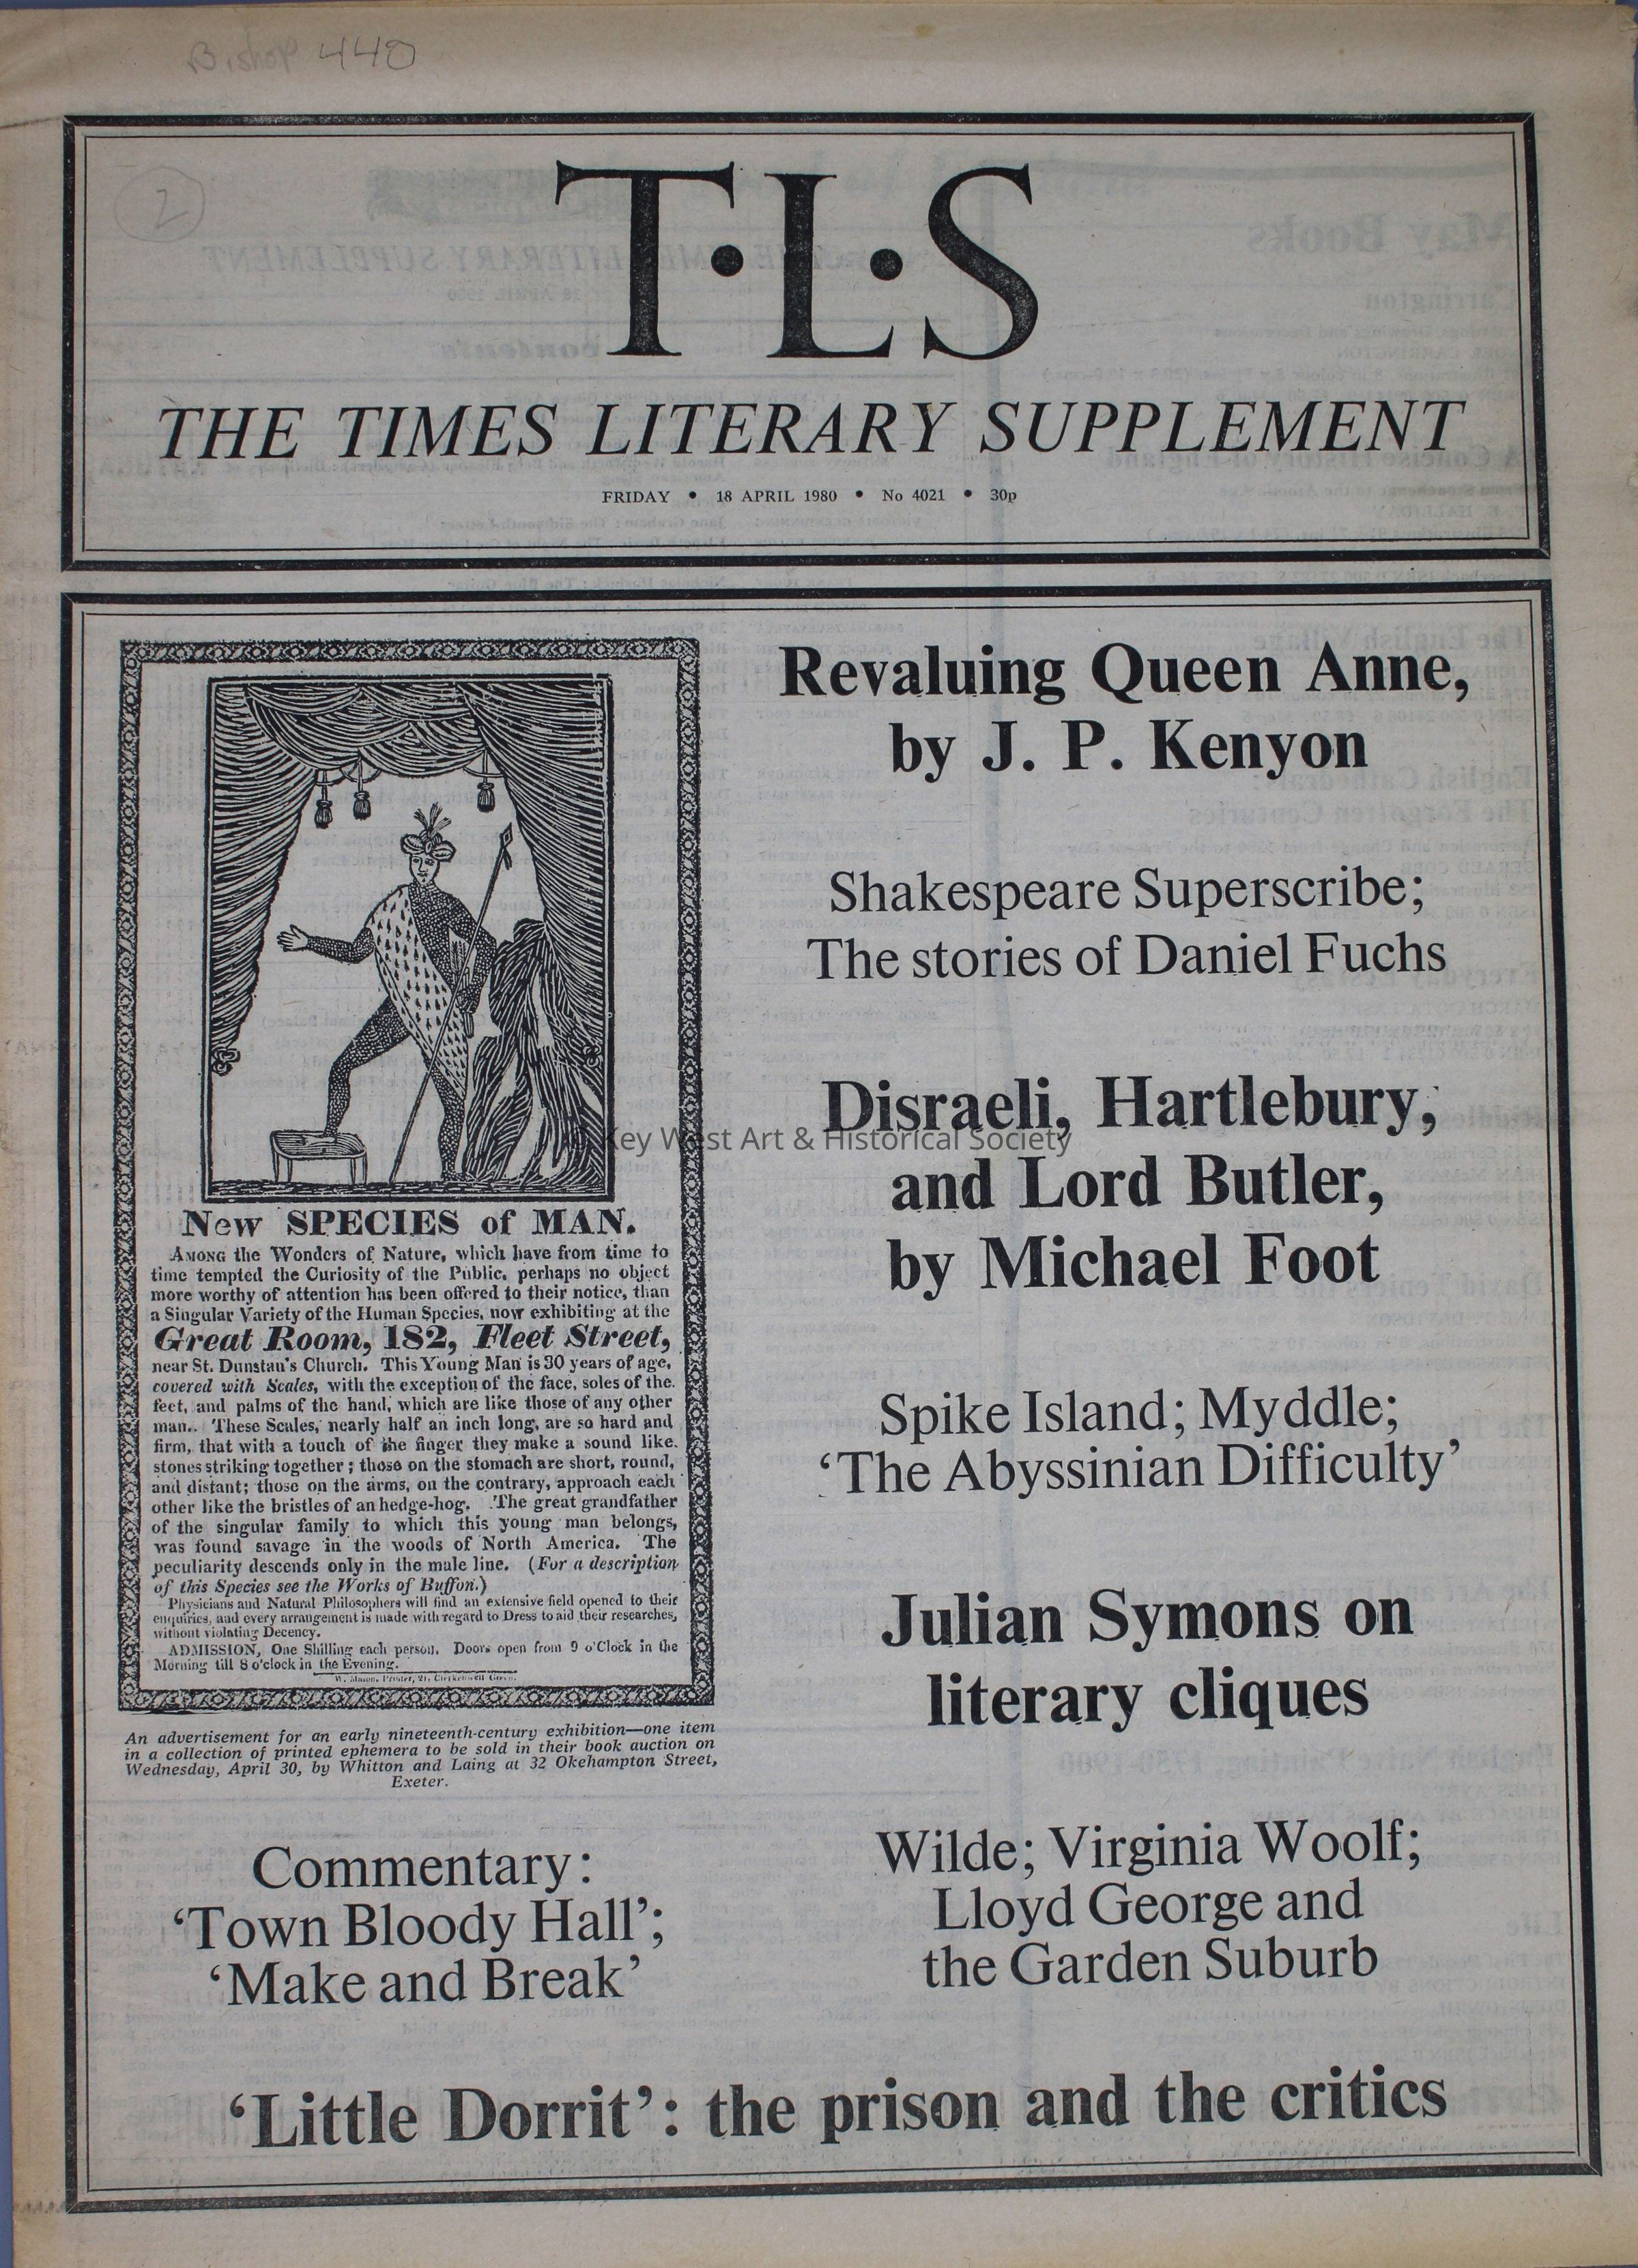 Bishop 440
2
T·L·S
THE TIMES LITERARY SUPPLEMENT
FRIDAY • 18 APRIL 1980 • No 4021 • 30p
New SPECIES of MAN.
AMONG the Wonders of Nature, which have from time to
time tempted the Curiosity of the Public, perhaps no object
more worthy of attention has been offered to their notice, than
a Singular Variety of the Human Species, now exhibiting at the
Great Room, 182, Fleet Street,
near St. Dunstan's Church. This Young Man is 30 years of age,
covered with Scales, with the exception of the face, soles of the
feet, and palms of the hand, which are like those of any other
man. These Scales, nearly half an inch long, are so hard and
firm, that with a touch of the finger they make a sound like
stones striking together; those on the stomach are short, round,
and distant; those on the arms, on the contrary, approach each
other like the bristles of an hedge-hog. The great grandfather
of the singular family to which this young man belongs,
was found savage in the woods of North America. The
peculiarity descends only in the male line. (For a description
of this Species see the Works of Buffon.)
Physicians and Natural Philosophers will find an extensive field opened to their
enquiries, and every arrangement is made with regard to Dress to aid their researches,
without violating Decency.
ADMISSION, One Shilling each person. Doors open from 9 o'Clock in the
Morning till 8 o'clock in the Evening.
W. Mason, Printer, 21, Clerkenwell Green.
An advertisement for an early nineteenth-century exhibition—one item
in a collection of printed ephemera to be sold in their book auction on
Wednesday, April 30, by Whitton and Laing at 32 Okehampton Street,
Exeter.
Commentary:
‘Town Bloody Hall’;
‘Make and Break’
Revaluing Queen Anne,
by J. P. Kenyon
Shakespeare Superscribe;
The stories of Daniel Fuchs
Disraeli, Hartlebury,
and Lord Butler,
by Michael Foot
Spike Island; Myddle;
‘The Abyssinian Difficulty’
Julian Symons on
literary cliques
Wilde; Virginia Woolf;
Lloyd George and
the Garden Suburb
‘Little Dorrit’: the prison and the critics
Key West Art & Historical Society